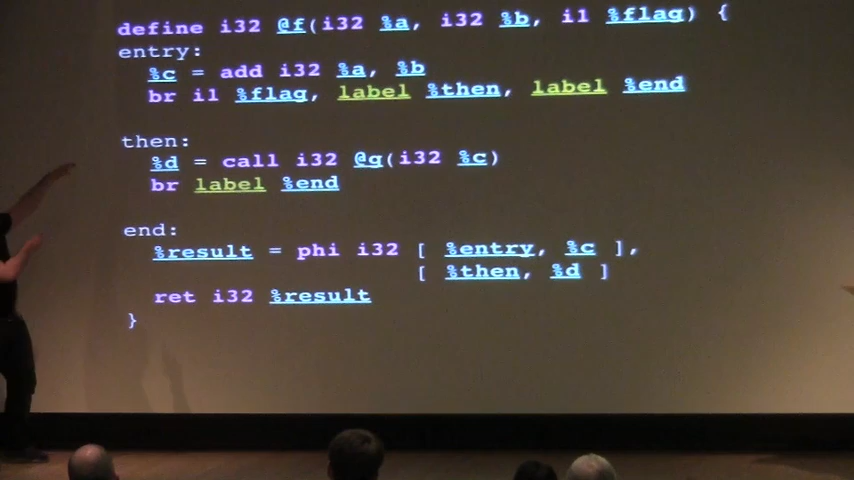 define i32 @f(i32 %a, i32 %b, i1 %flag) {
entry:
%c = add i32 %a, %b
br i1 %flag, label %then, label %end
then:
%d = call i32 @g(i32 %c)
br label %end
end:
%result = phi i32 [ %entry, %c ],
[ %then, %d ]
ret i32 %result
}